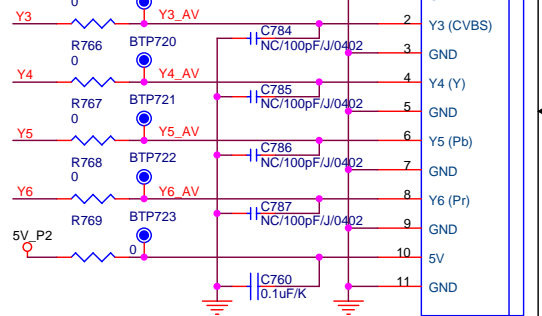 0
Y3
Y3_AV
C784
NC/100pF/J/0402
2
Y3 (CVBS)
R766
0
BTP720
3
GND
Y4
Y4_AV
C785
NC/100pF/J/0402
4
Y4 (Y)
R767
0
BTP721
5
GND
Y5
Y5_AV
C786
NC/100pF/J/0402
6
Y5 (Pb)
R768
0
BTP722
7
GND
Y6
Y6_AV
C787
NC/100pF/J/0402
8
Y6 (Pr)
R769
BTP723
9
GND
5V_P2
0
10
5V
C760
0.1uF/K
11
GND